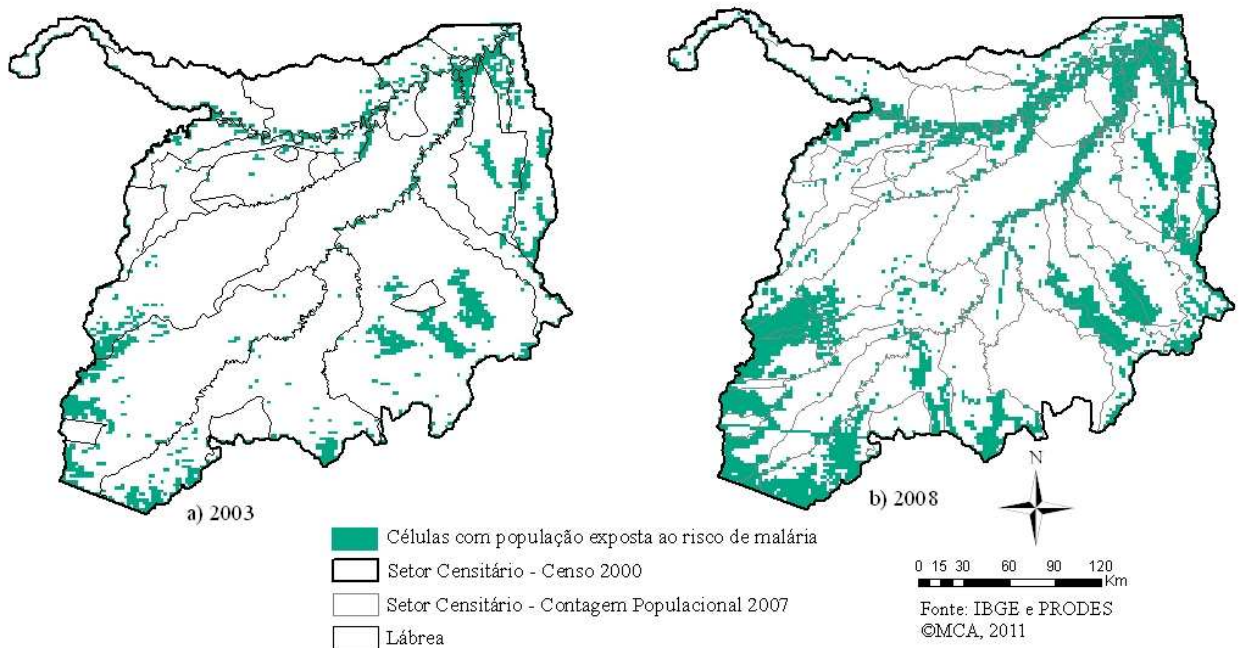 a) 2003
b) 2008
N
Células com população exposta ao risco de malária
Setor Censitário - Censo 2000
Setor Censitário - Contagem Populacional 2007
Lábrea
0 15 30 60 90 120
Km
Fonte: IBGE e PRODES
©MCA, 2011